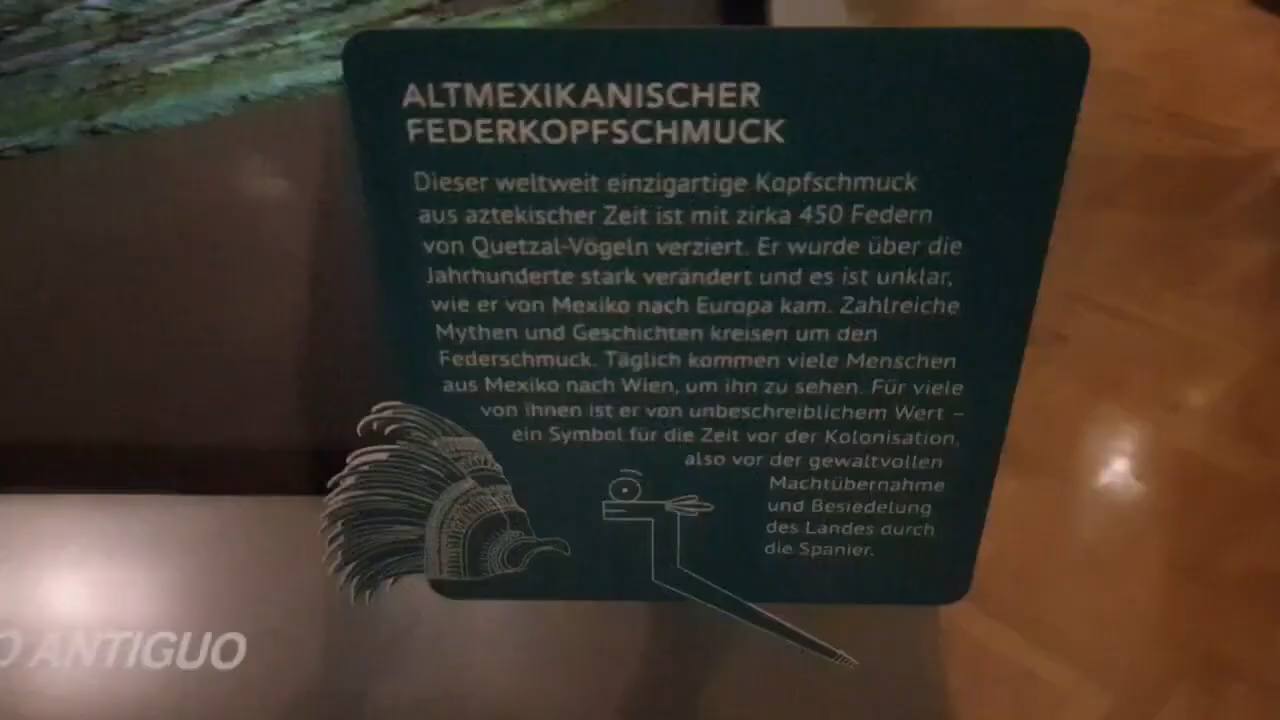 ALTMEXIKANISCHER
FEDERKOPFSCHMUCK
Dieser weltweit einzigartige Kopfschmuck
aus aztekischer Zeit ist mit zirka 450 Federn
von Quetzal-Vögeln verziert. Er wurde über die
Jahrhunderte stark verändert und es ist unklar,
wie er von Mexiko nach Europa kam. Zahlreiche
Mythen und Geschichten kreisen um den
Federschmuck. Täglich kommen viele Menschen
aus Mexiko nach Wien, um ihn zu sehen. Für viele
von ihnen ist er von unbeschreiblichem Wert –
ein Symbol für die Zeit vor der Kolonisation,
also vor der gewaltvollen
Machtübernahme
und Besiedelung
des Landes durch
die Spanier.
O ANTIGUO